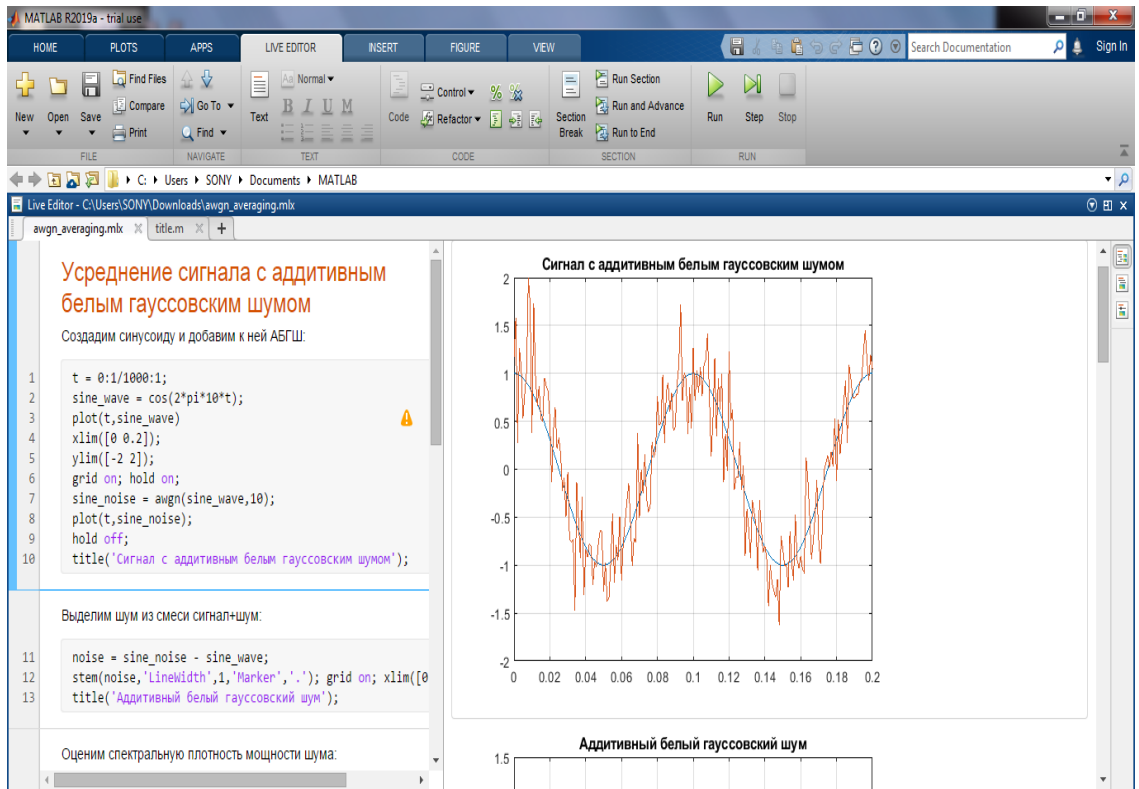 MATLAB R2019a - trial use
HOME PLOTS APPS LIVE EDITOR INSERT FIGURE VIEW
Search Documentation Sign In
New
Open
Save
Find Files
Compare
Print
FILE
Go To
Find
NAVIGATE
Text
Aa Normal
B I U M
TEXT
Code
Control
Refactor
CODE
Section Break
Run Section
Run and Advance
Run to End
SECTION
Run
Step
Stop
RUN
C: Users SONY Documents MATLAB
Live Editor - C:\Users\SONY\Downloads\awgn_averaging.mlx
awgn_averaging.mlx title.m +
Усреднение сигнала с аддитивным
белым гауссовским шумом
Создадим синусоиду и добавим к ней АБГШ:
1 t = 0:1/1000:1;
2 sine_wave = cos(2*pi*10*t);
3 plot(t,sine_wave)
4 xlim([0 0.2]);
5 ylim([-2 2]);
6 grid on; hold on;
7 sine_noise = awgn(sine_wave,10);
8 plot(t,sine_noise);
9 hold off;
10 title('Сигнал с аддитивным белым гауссовским шумом');
Выделим шум из смеси сигнал+шум:
11 noise = sine_noise - sine_wave;
12 stem(noise,'LineWidth',1,'Marker','.'); grid on; xlim([0
13 title('Аддитивный белый гауссовский шум');
Оценим спектральную плотность мощности шума:
Сигнал с аддитивным белым гауссовским шумом
2
1.5
1
0.5
0
-0.5
-1
-1.5
-2
0 0.02 0.04 0.06 0.08 0.1 0.12 0.14 0.16 0.18 0.2
Аддитивный белый гауссовский шум
1.5